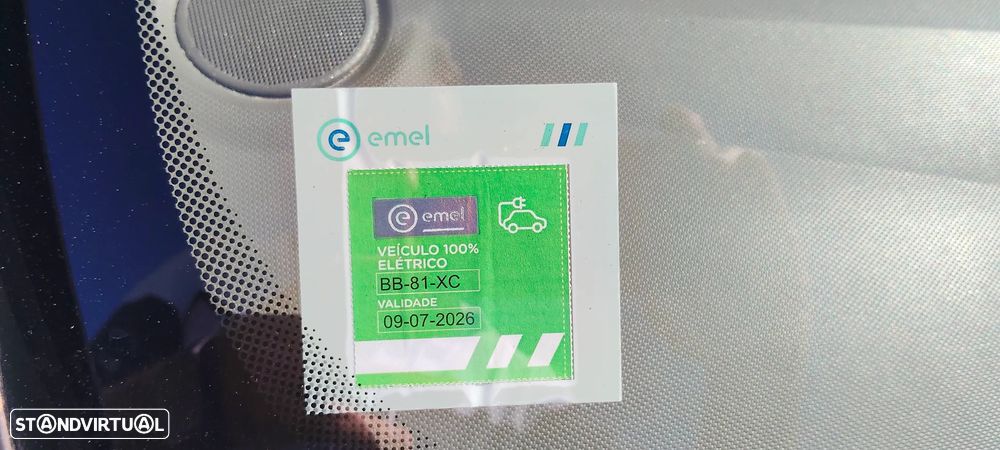 e emel
e emel
VEÍCULO 100%
ELÉTRICO
BB-81-XC
VALIDADE
09-07-2026
STANDVIRTUAL